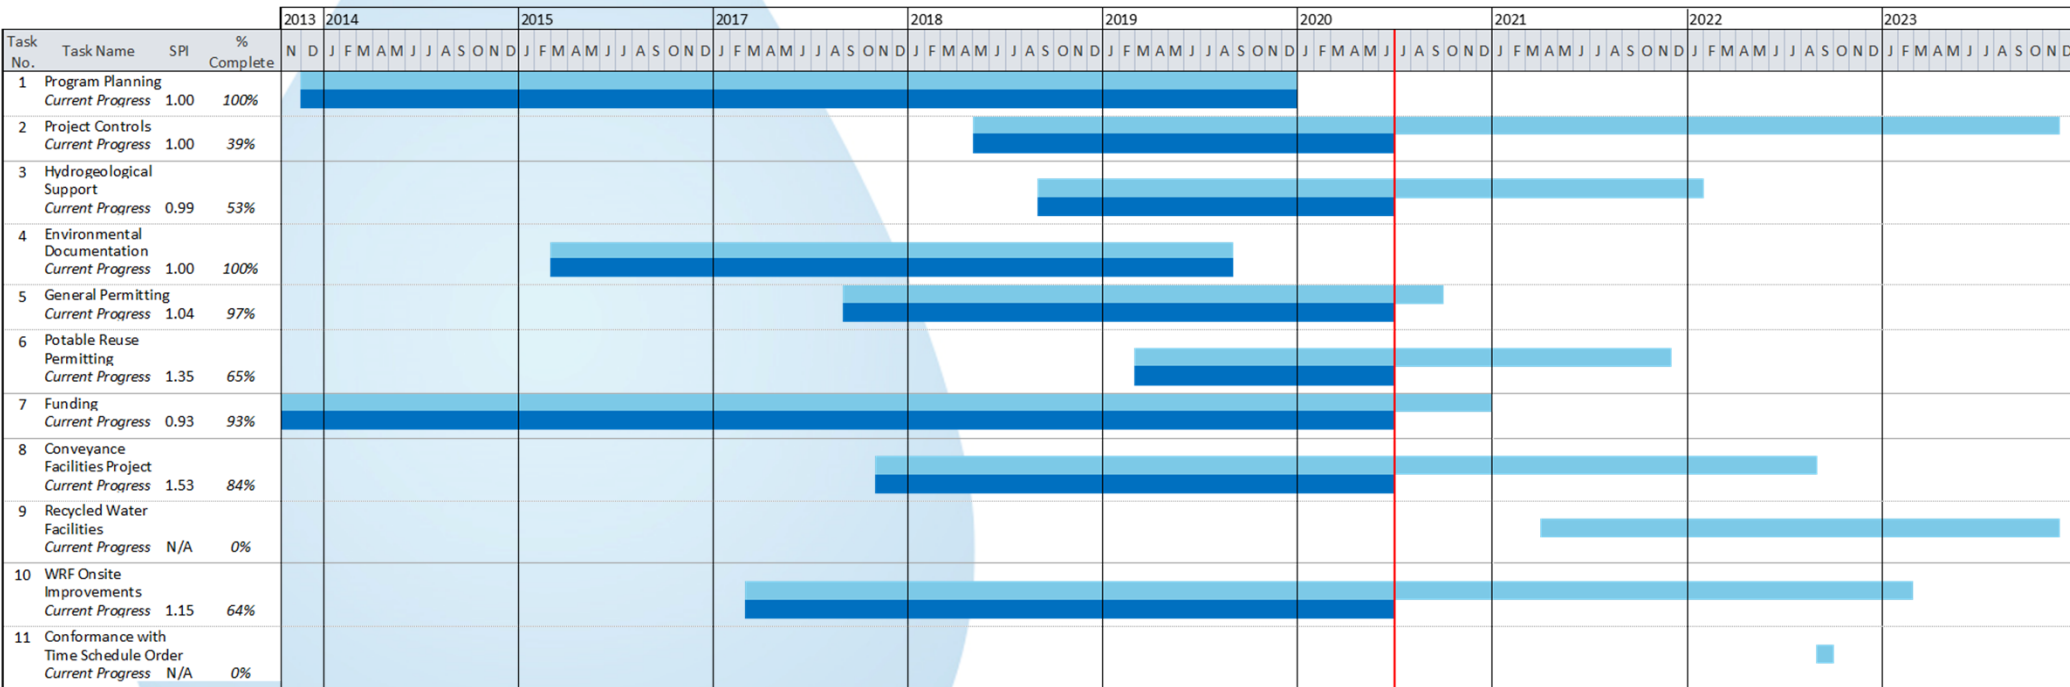 2013 2014 2015 2017 2018 2019 2020 2021 2022 2023
Task No. Task Name SPI % Complete N D J F M A M J J A S O N D J F M A M J J A S O N D J F M A M J J A S O N D J F M A M J J A S O N D J F M A M J J A S O N D J F M A M J J A S O N D J F M A M J J A S O N D J F M A M J J A S O N D J F M A M J J A S O N D
1 Program Planning
Current Progress 1.00 100%
2 Project Controls
Current Progress 1.00 39%
3 Hydrogeological
Support
Current Progress 0.99 53%
4 Environmental
Documentation
Current Progress 1.00 100%
5 General Permitting
Current Progress 1.04 97%
6 Potable Reuse
Permitting
Current Progress 1.35 65%
7 Funding
Current Progress 0.93 93%
8 Conveyance
Facilities Project
Current Progress 1.53 84%
9 Recycled Water
Facilities
Current Progress N/A 0%
10 WRF Onsite
Improvements
Current Progress 1.15 64%
11 Conformance with
Time Schedule Order
Current Progress N/A 0%